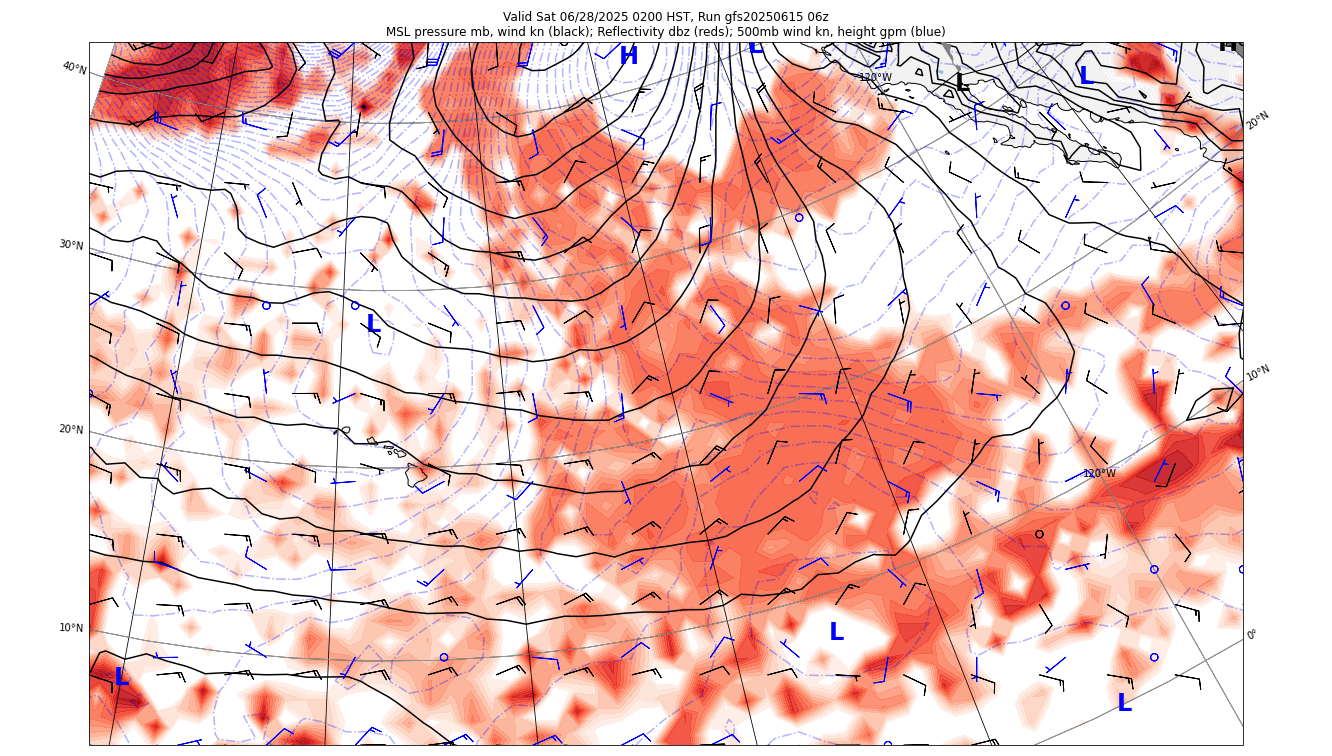 Valid Sat 06/28/2025 0200 HST, Run gfs20250615 06z
MSL pressure mb, wind kn (black); Reflectivity dbz (reds); 500mb wind kn, height gpm (blue)
H
L
H
40°N
120°W
L
L
20°N
30°N
L
10°N
20°N
120°W
10°N
L
0°
L
L